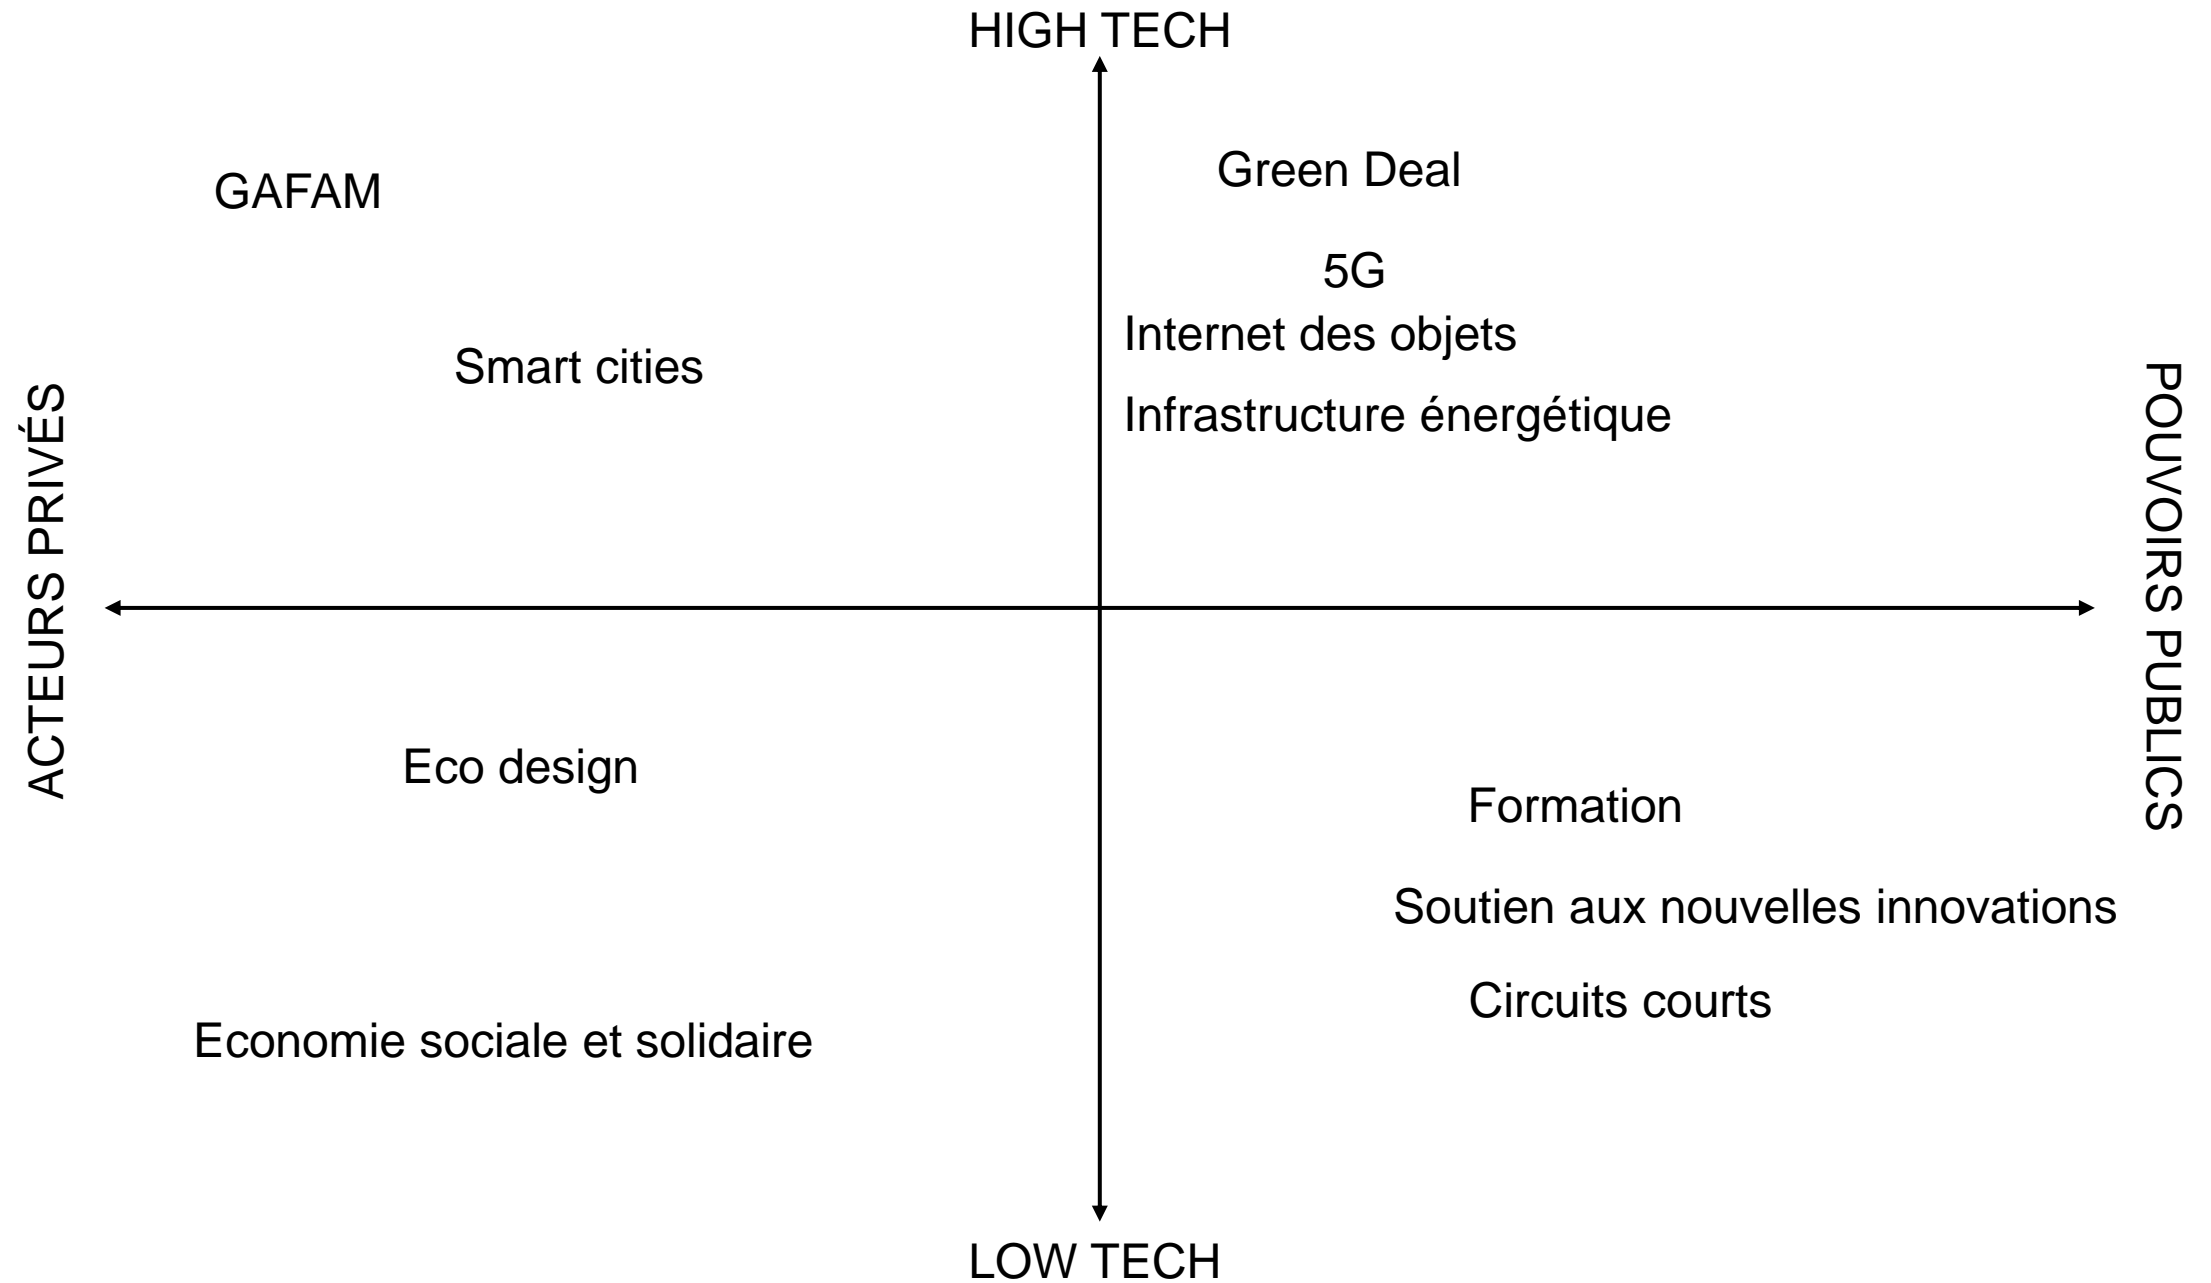 HIGH TECH
Green Deal
GAFAM
5G
Internet des objets
Smart cities
Infrastructure énergétique
ACTEURS PRIVÉS
POUVOIRS PUBLICS
Eco design
Formation
Soutien aux nouvelles innovations
Circuits courts
Economie sociale et solidaire
LOW TECH